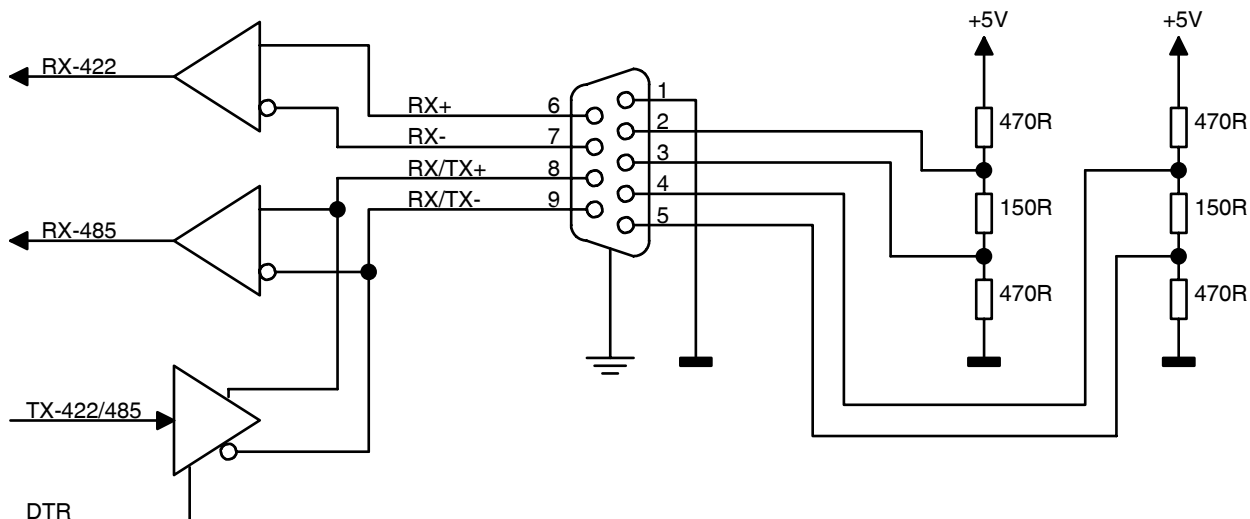 +5V
+5V
RX-422
RX+
6
1
RX-
7
2
RX/TX+
8
3
RX/TX-
9
4
5
RX-485
470R
470R
150R
150R
470R
470R
TX-422/485
DTR